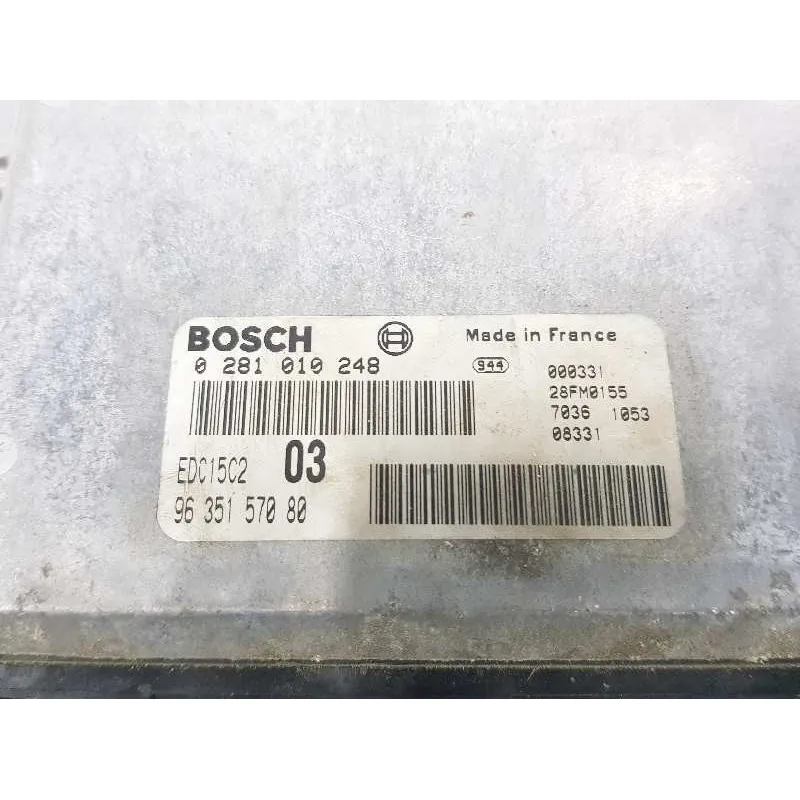 BOSCH Made in France
0 281 010 248 S44 000331
28FM0155
7036 1053
08331
EDC15C2 03
96 351 570 80